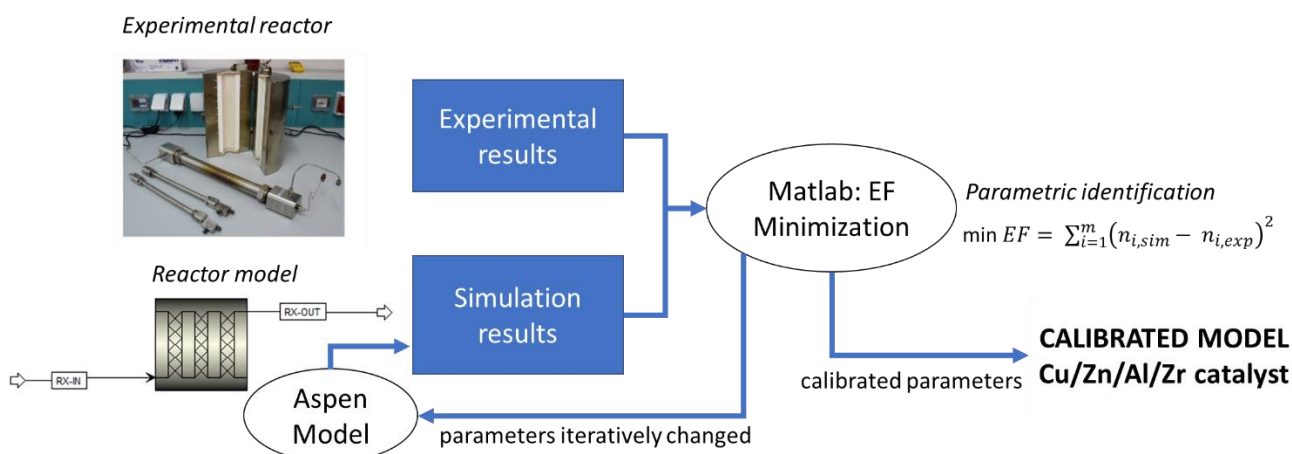 Experimental reactor
Experimental
results
Matlab: EF
Minimization
Parametric identification
min EF = ∑_{i=1}^{m}(n_{i,sim} − n_{i,exp})^2
Reactor model
RX-OUT
RX-IN
Simulation
results
Aspen
Model
parameters iteratively changed
calibrated parameters
CALIBRATED MODEL
Cu/Zn/Al/Zr catalyst